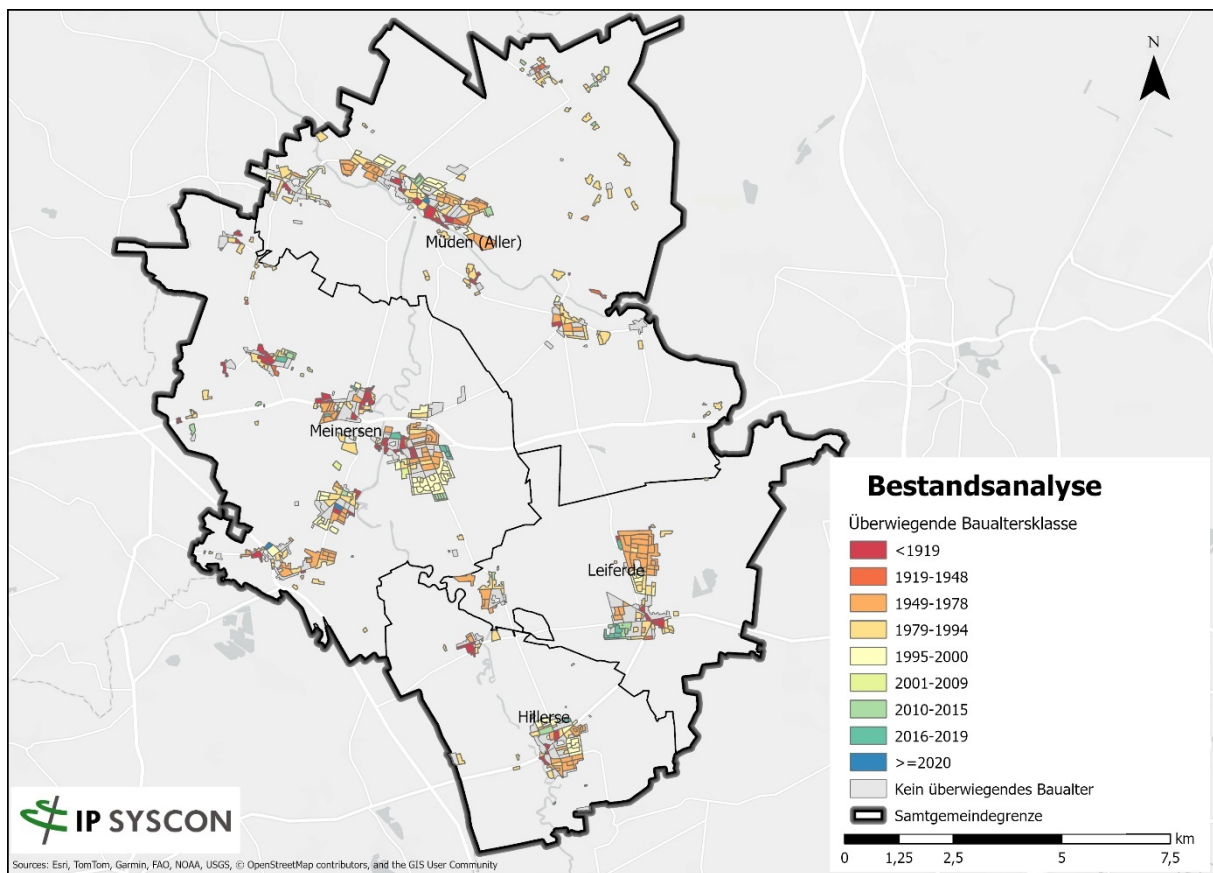 N
Müden (Aller)
Meinersen
Leiferde
Hillerse
Bestandsanalyse
Überwiegende Baualtersklasse
<1919
1919-1948
1949-1978
1979-1994
1995-2000
2001-2009
2010-2015
2016-2019
>=2020
Kein überwiegendes Baualter
Samtgemeindegrenze
km
0 1,25 2,5 5 7,5
IP SYSCON
Sources: Esri, TomTom, Garmin, FAO, NOAA, USGS, © OpenStreetMap contributors, and the GIS User Community